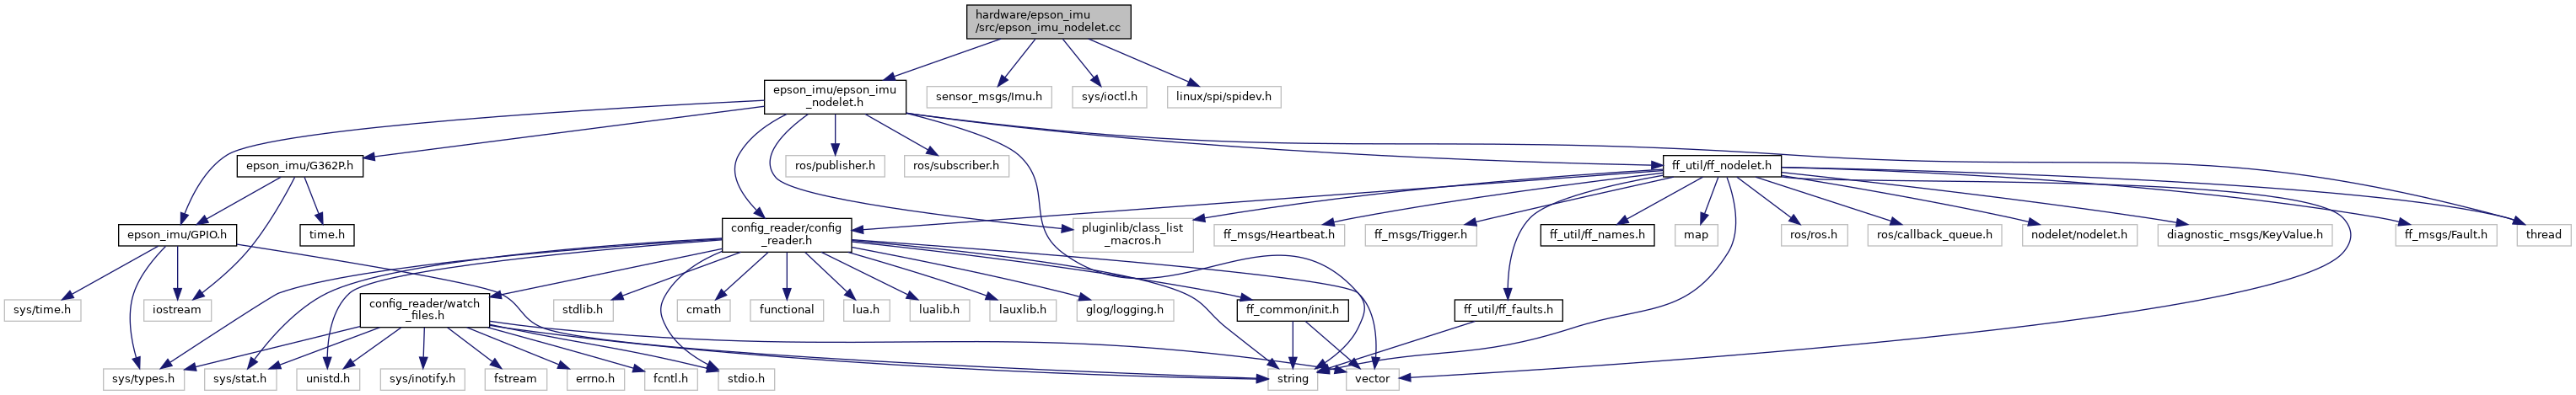 hardware/epson_imu
/src/epson_imu_nodelet.cc
epson_imu/epson_imu
_nodelet.h
sensor_msgs/Imu.h
sys/ioctl.h
linux/spi/spidev.h
epson_imu/G362P.h
ros/publisher.h
ros/subscriber.h
ff_util/ff_nodelet.h
epson_imu/GPIO.h
time.h
config_reader/config
_reader.h
pluginlib/class_list
_macros.h
ff_msgs/Heartbeat.h
ff_msgs/Trigger.h
ff_util/ff_names.h
map
ros/ros.h
ros/callback_queue.h
nodelet/nodelet.h
diagnostic_msgs/KeyValue.h
ff_msgs/Fault.h
thread
sys/time.h
iostream
config_reader/watch
_files.h
stdlib.h
cmath
functional
lua.h
lualib.h
lauxlib.h
glog/logging.h
ff_common/init.h
ff_util/ff_faults.h
sys/types.h
sys/stat.h
unistd.h
sys/inotify.h
fstream
errno.h
fcntl.h
stdio.h
string
vector